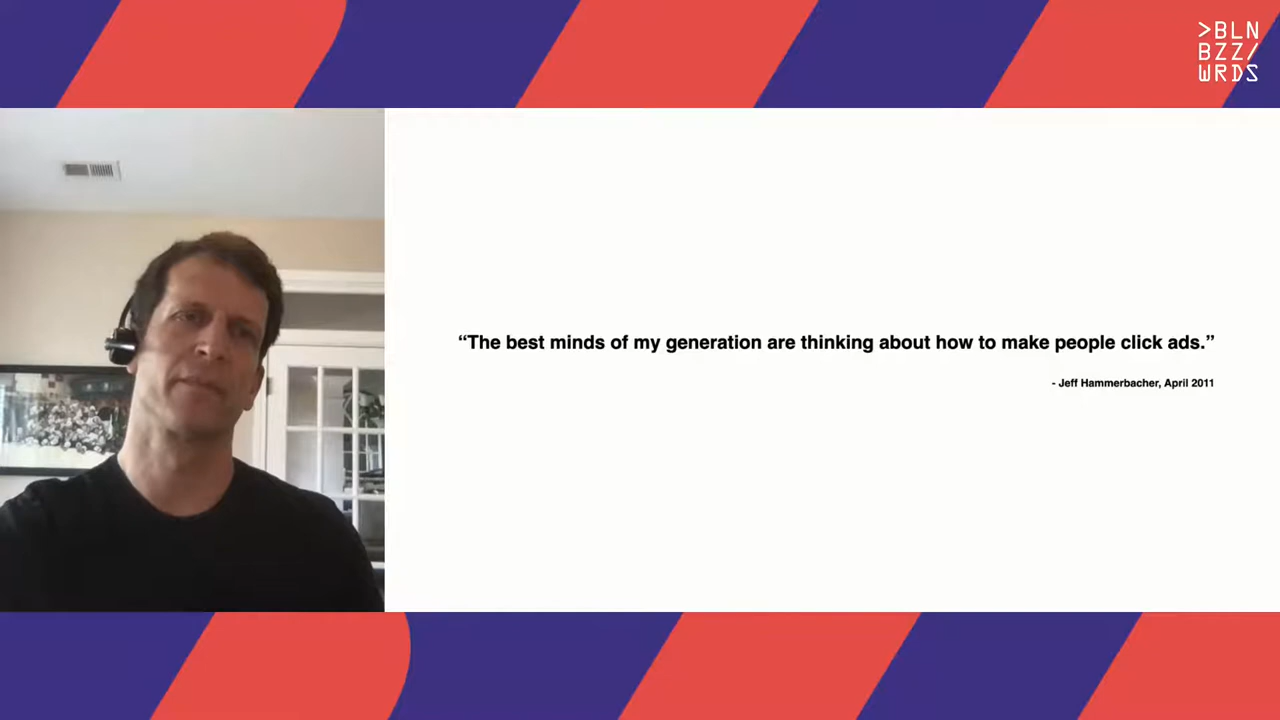 >BLN
BZZ/
WRDS
“The best minds of my generation are thinking about how to make people click ads.”
- Jeff Hammerbacher, April 2011